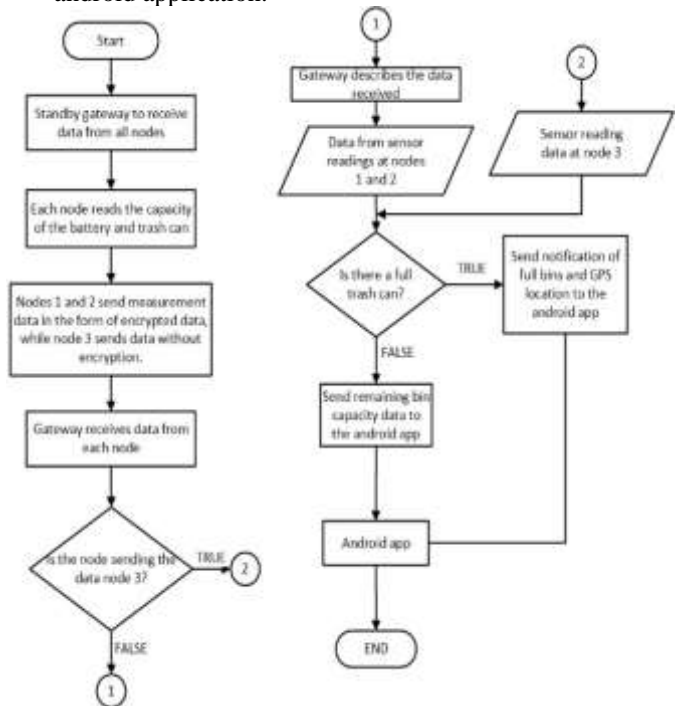 android application.
Start
Standby gateway to receive
data from all nodes
Each node reads the capacity
of the battery and trash can
Nodes 1 and 2 send measurement
data in the form of encrypted data,
while node 3 sends data without
encryption.
Gateway receives data from
each node
Is the node sending the
data node 3?
TRUE
2
FALSE
1
1
Gateway describes the data
received
Data from sensor
readings at nodes
1 and 2
2
Sensor reading
data at node 3
Is there a full
trash can?
TRUE
Send notification of
full bins and GPS
location to the
android app
FALSE
Send remaining bin
capacity data to
the android app
Android app
END